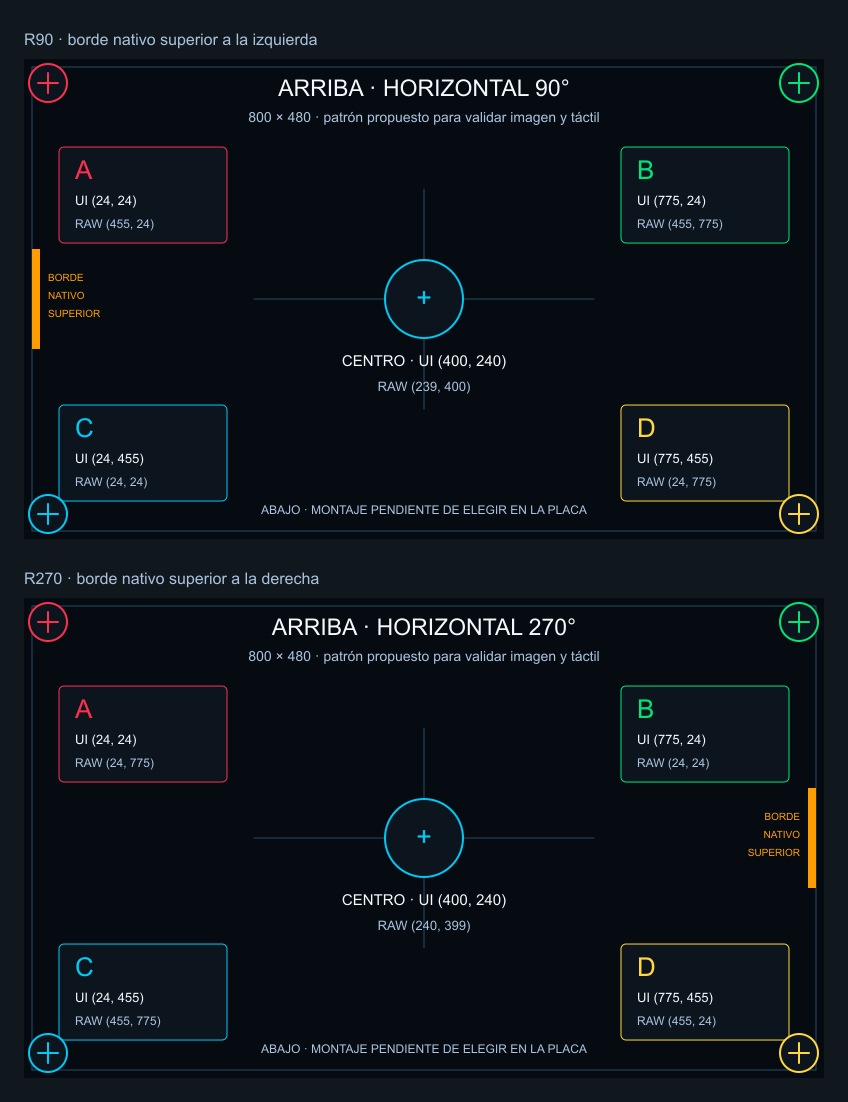 R90 · borde nativo superior a la izquierda
ARRIBA · HORIZONTAL 90°
800 × 480 · patrón propuesto para validar imagen y táctil
A
UI (24, 24)
RAW (455, 24)
B
UI (775, 24)
RAW (455, 775)
BORDE
NATIVO
SUPERIOR
+
CENTRO · UI (400, 240)
RAW (239, 400)
C
UI (24, 455)
RAW (24, 24)
D
UI (775, 455)
RAW (24, 775)
ABAJO · MONTAJE PENDIENTE DE ELEGIR EN LA PLACA
R270 · borde nativo superior a la derecha
ARRIBA · HORIZONTAL 270°
800 × 480 · patrón propuesto para validar imagen y táctil
A
UI (24, 24)
RAW (24, 775)
B
UI (775, 24)
RAW (24, 24)
BORDE
NATIVO
SUPERIOR
+
CENTRO · UI (400, 240)
RAW (240, 399)
C
UI (24, 455)
RAW (455, 775)
D
UI (775, 455)
RAW (455, 24)
ABAJO · MONTAJE PENDIENTE DE ELEGIR EN LA PLACA